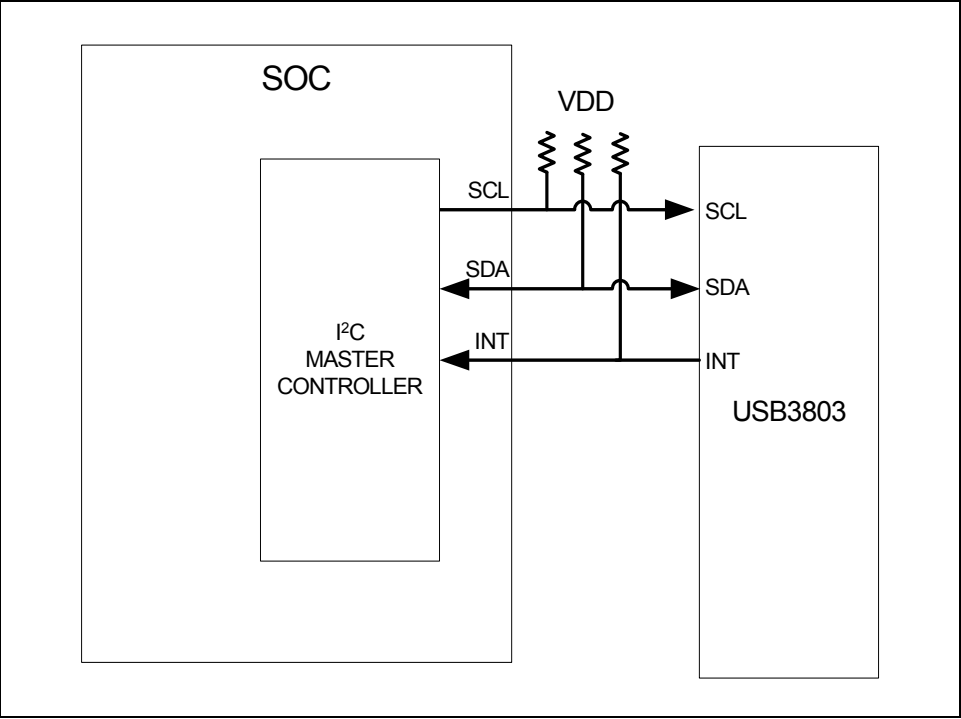 SOC
VDD
SCL
SCL
SDA
SDA
INT
INT
I²C
MASTER
CONTROLLER
USB3803